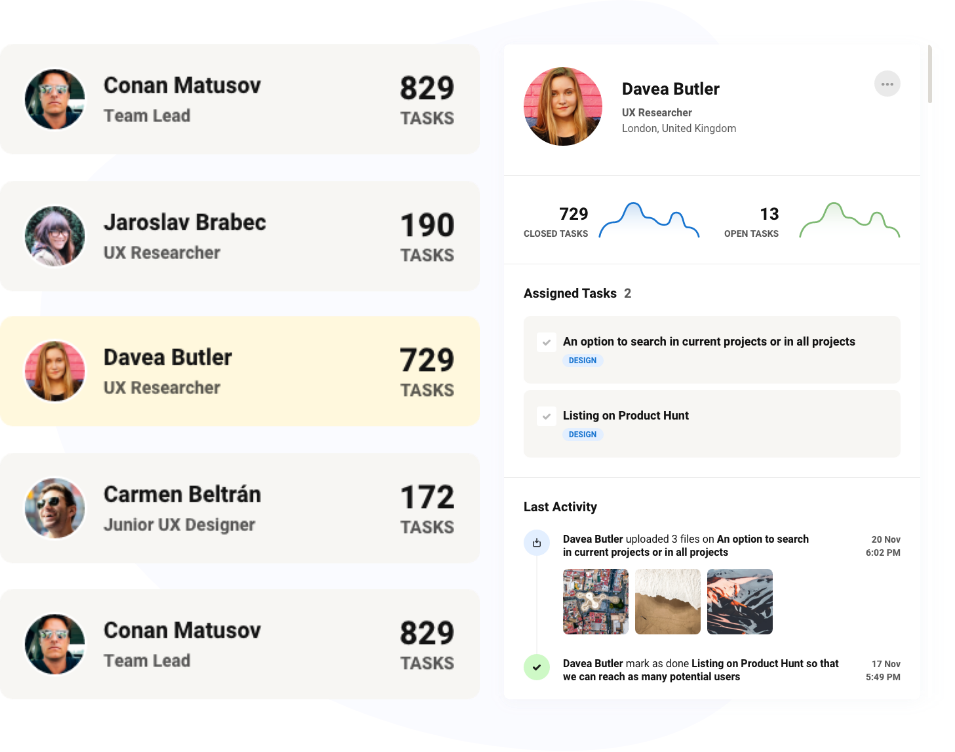 Conan Matusov
Team Lead
829
TASKS
Jaroslav Brabec
UX Researcher
190
TASKS
Davea Butler
UX Researcher
729
TASKS
Carmen Beltrán
Junior UX Designer
172
TASKS
Conan Matusov
Team Lead
829
TASKS
Davea Butler
UX Researcher
London, United Kingdom
729
CLOSED TASKS
13
OPEN TASKS
Assigned Tasks 2
An option to search in current projects or in all projects
DESIGN
Listing on Product Hunt
DESIGN
Last Activity
Davea Butler uploaded 3 files on An option to search
in current projects or in all projects
20 Nov
6:02 PM
Davea Butler mark as done Listing on Product Hunt so that
we can reach as many potential users
17 Nov
5:49 PM